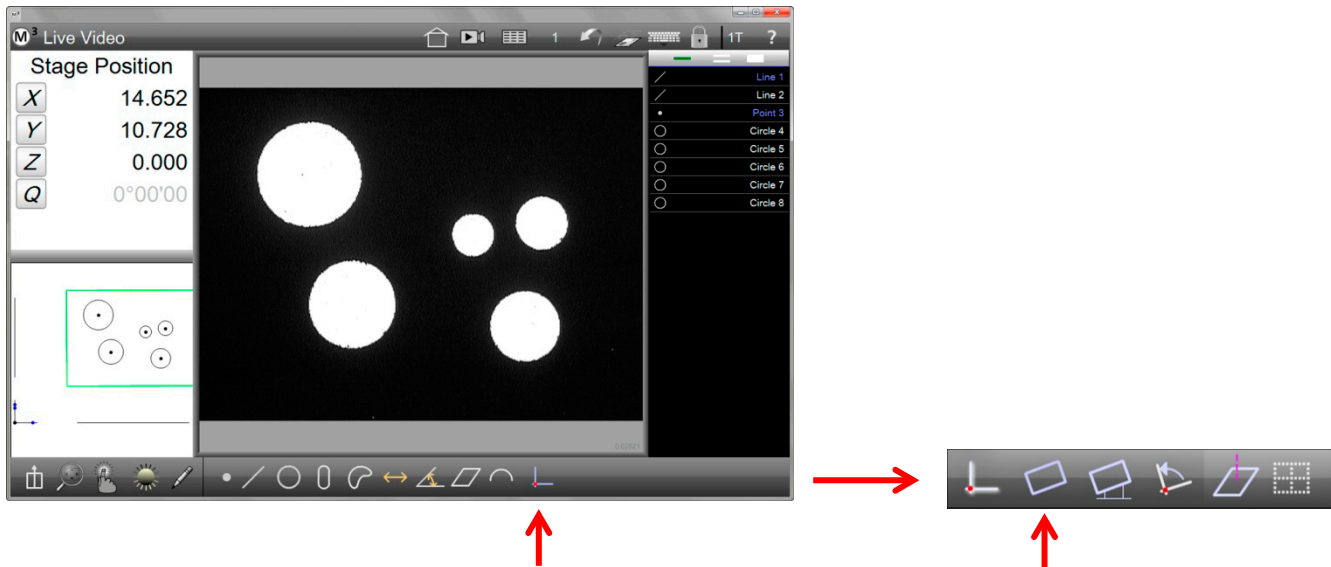 M³
M³ Live Video
1
1T
?
Stage Position
X 14.652
Y 10.728
Z 0.000
Q 0°00'00
Line 1
Line 2
Point 3
Circle 4
Circle 5
Circle 6
Circle 7
Circle 8